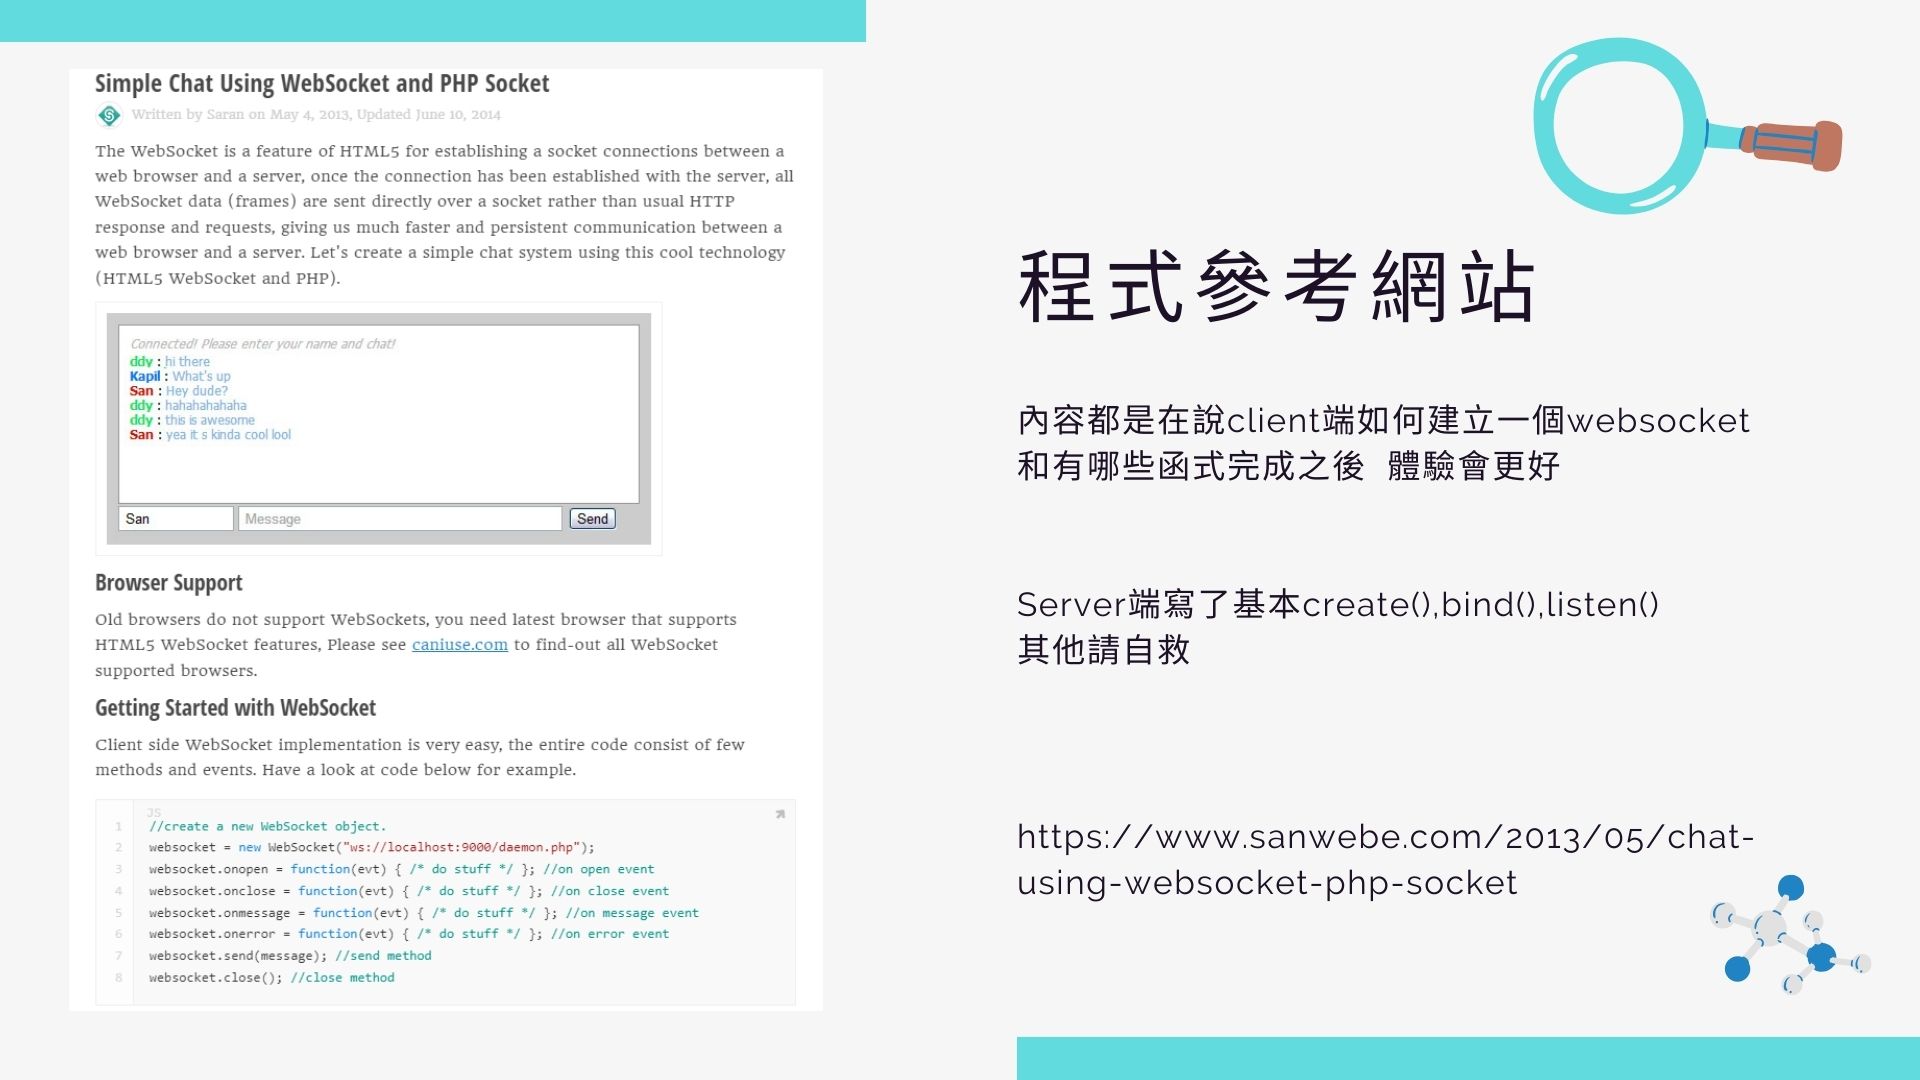 Simple Chat Using WebSocket and PHP Socket
Written by Saran on May 4, 2013, Updated June 10, 2014
The WebSocket is a feature of HTML5 for establishing a socket connections between a
web browser and a server, once the connection has been established with the server, all
WebSocket data (frames) are sent directly over a socket rather than usual HTTP
response and requests, giving us much faster and persistent communication between a
web browser and a server. Let's create a simple chat system using this cool technology
(HTML5 WebSocket and PHP).
Connected! Please enter your name and chat!
ddy : hi there
Kapil : What's up
San : Hey dude?
ddy : hahahahahaha
ddy : this is awesome
San : yea it s kinda cool lool
San Message Send
Browser Support
Old browsers do not support WebSockets, you need latest browser that supports
HTML5 WebSocket features, Please see caniuse.com to find-out all WebSocket
supported browsers.
Getting Started with WebSocket
Client side WebSocket implementation is very easy, the entire code consist of few
methods and events. Have a look at code below for example.
JS
1 //create a new WebSocket object.
2 websocket = new WebSocket("ws://localhost:9000/daemon.php");
3 websocket.onopen = function(evt) { /* do stuff */ }; //on open event
4 websocket.onclose = function(evt) { /* do stuff */ }; //on close event
5 websocket.onmessage = function(evt) { /* do stuff */ }; //on message event
6 websocket.onerror = function(evt) { /* do stuff */ }; //on error event
7 websocket.send(message); //send method
8 websocket.close(); //close method
程式參考網站
內容都是在說client端如何建立一個websocket
和有哪些函式完成之後 體驗會更好
Server端寫了基本create(),bind(),listen()
其他請自救
https://www.sanwebe.com/2013/05/chat-
using-websocket-php-socket